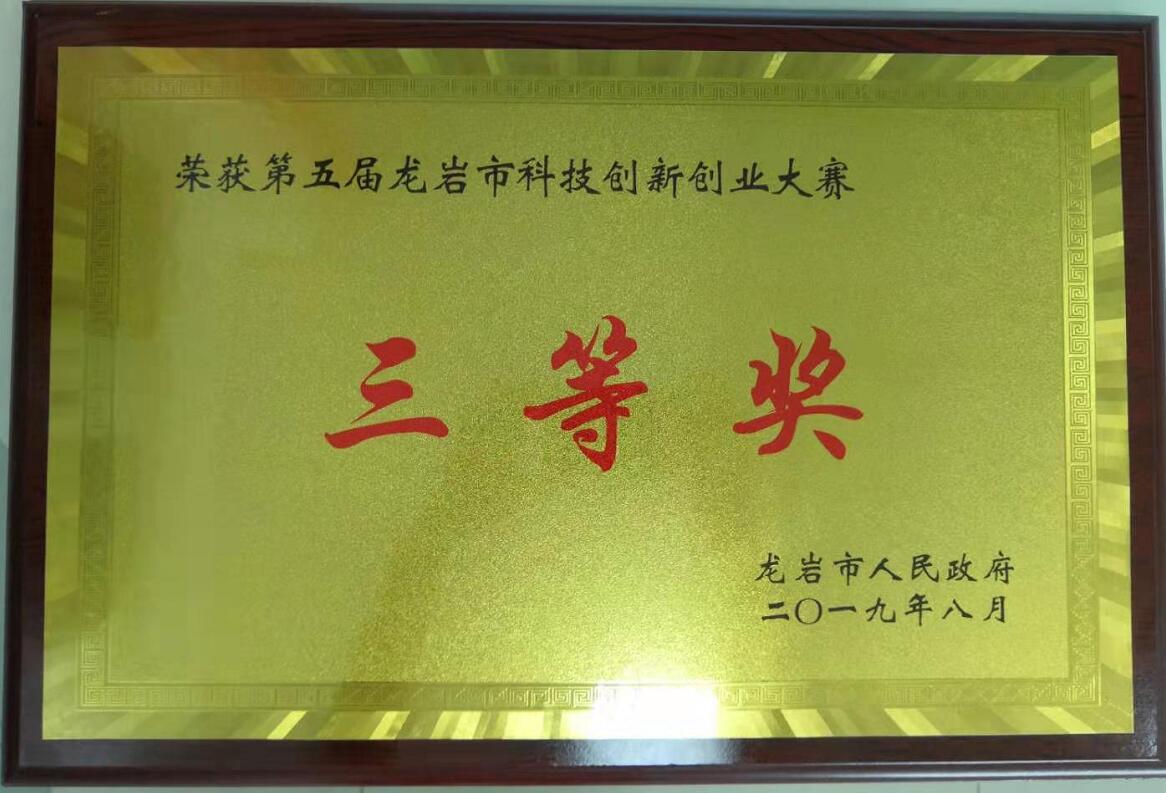 荣获第五届龙岩市科技创新创业大赛
三等奖
龙岩市人民政府
二〇一九年八月